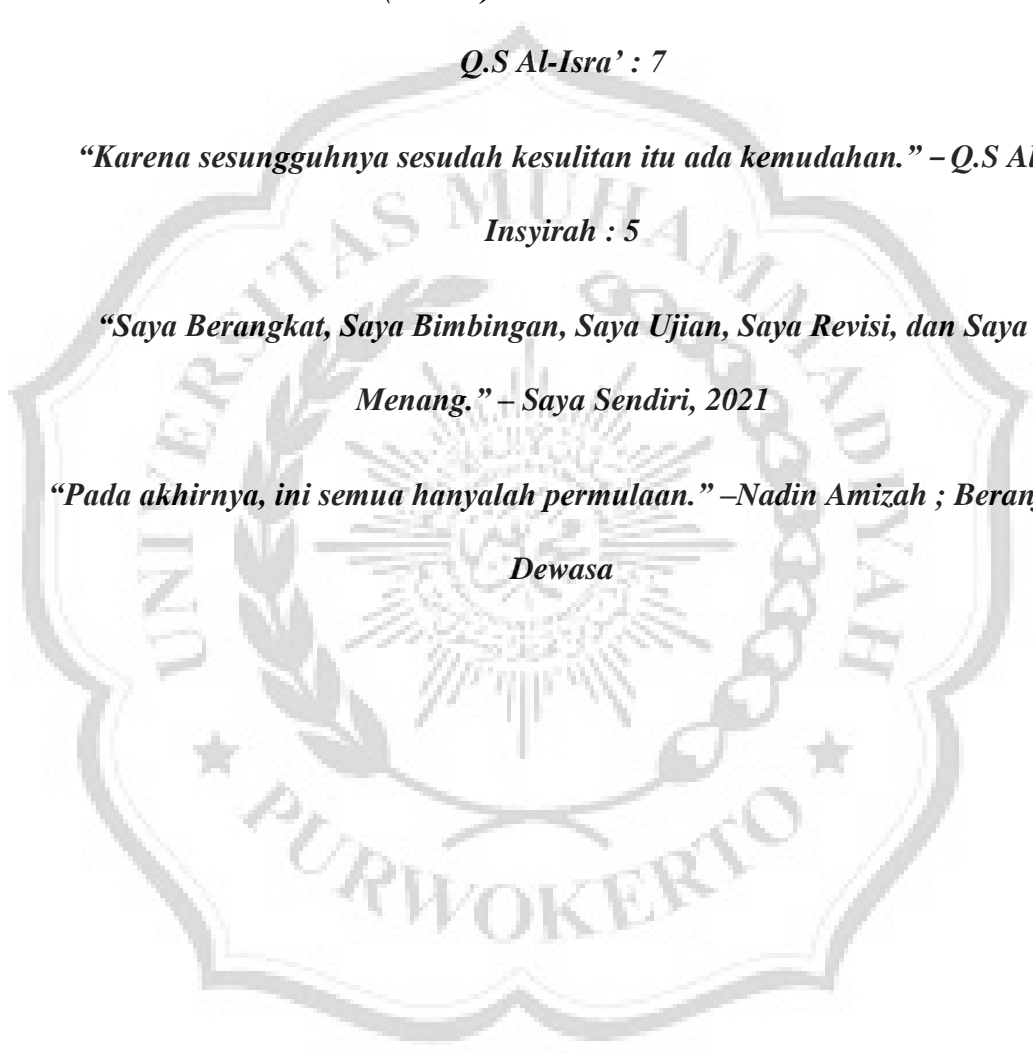 Q.S Al-Isra’ : 7
“Karena sesungguhnya sesudah kesulitan itu ada kemudahan.” – Q.S Al
Insyirah : 5
“Saya Berangkat, Saya Bimbingan, Saya Ujian, Saya Revisi, dan Saya
Menang.” – Saya Sendiri, 2021
“Pada akhirnya, ini semua hanyalah permulaan.” –Nadin Amizah ; Beran
Dewasa
UNIVERSITAS MUHAMMADIYAH
PURWOKERTO